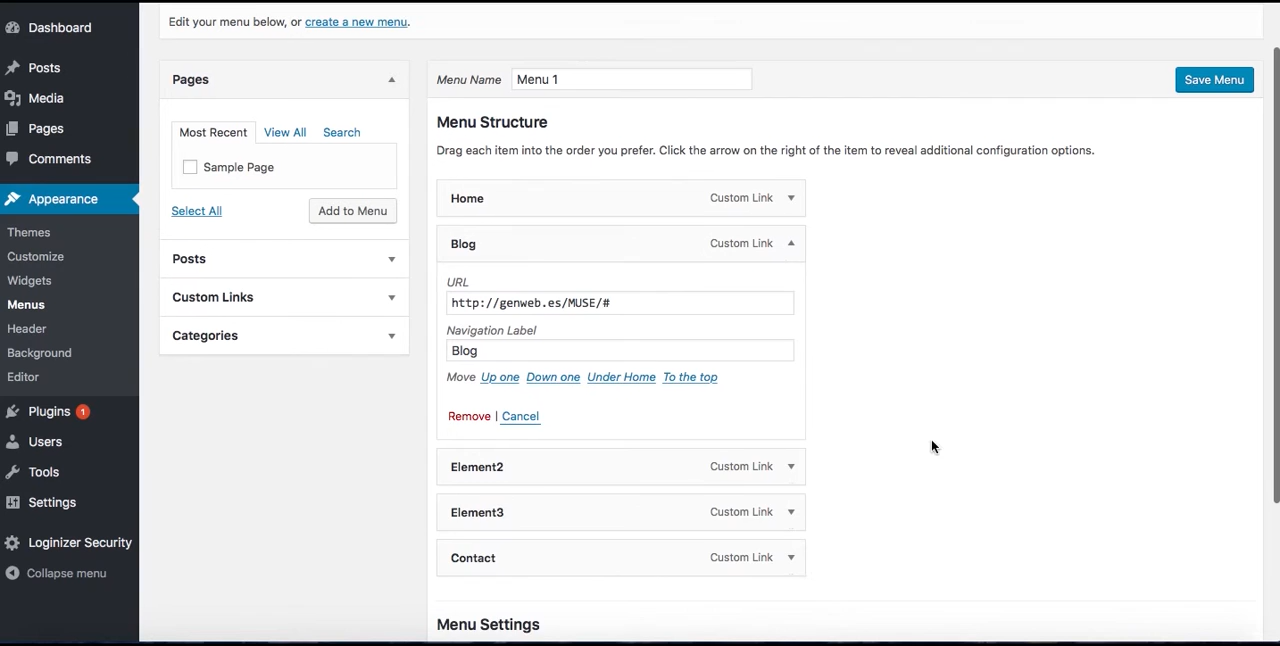 Dashboard
Posts
Media
Pages
Comments
Appearance
Themes
Customize
Widgets
Menus
Header
Background
Editor
Plugins 1
Users
Tools
Settings
Loginizer Security
Collapse menu
Edit your menu below, or create a new menu.
Pages
Most Recent View All Search
Sample Page
Select All Add to Menu
Posts
Custom Links
Categories
Menu Name Menu 1 Save Menu
Menu Structure
Drag each item into the order you prefer. Click the arrow on the right of the item to reveal additional configuration options.
Home Custom Link
Blog Custom Link
URL
http://genweb.es/MUSE/#
Navigation Label
Blog
Move Up one Down one Under Home To the top
Remove | Cancel
Element2 Custom Link
Element3 Custom Link
Contact Custom Link
Menu Settings